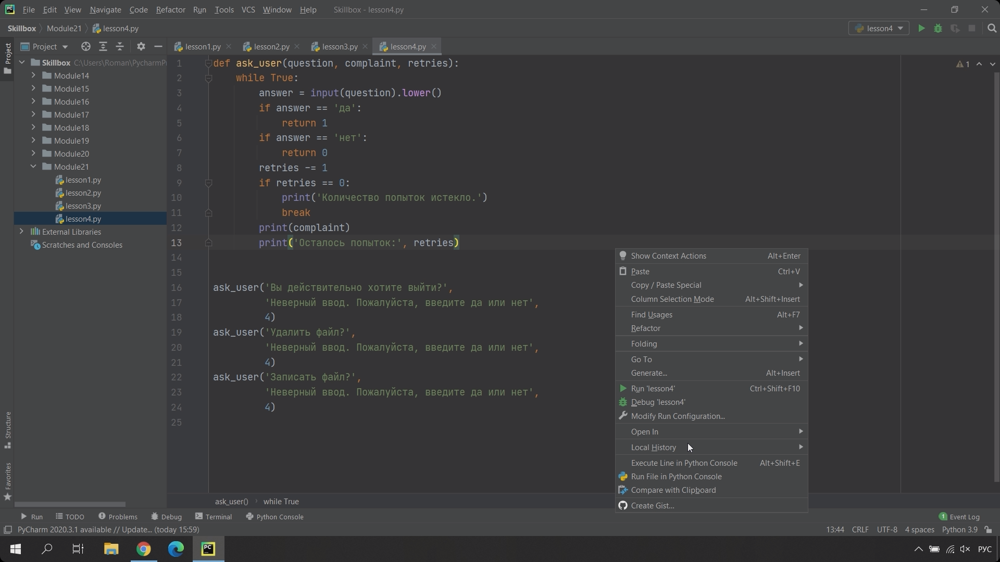 File Edit View Navigate Code Refactor Run Tools VCS Window Help Skillbox - lesson4.py
Skillbox Module21 lesson4.py lesson4
Project lesson1.py lesson2.py lesson3.py lesson4.py
Project
Skillbox C:\Users\Roman\PycharmPr
Module14
Module15
Module16
Module17
Module18
Module19
Module20
Module21
lesson1.py
lesson2.py
lesson3.py
lesson4.py
External Libraries
Scratches and Consoles
Structure
Favorites
1 def ask_user(question, complaint, retries):
2 while True:
3 answer = input(question).lower()
4 if answer == 'да':
5 return 1
6 if answer == 'нет':
7 return 0
8 retries -= 1
9 if retries == 0:
10 print('Количество попыток истекло.')
11 break
12 print(complaint)
13 print('Осталось попыток:', retries)
14
15
16 ask_user('Вы действительно хотите выйти?',
17 'Неверный ввод. Пожалуйста, введите да или нет',
18 4)
19 ask_user('Удалить файл?',
20 'Неверный ввод. Пожалуйста, введите да или нет',
21 4)
22 ask_user('Записать файл?',
23 'Неверный ввод. Пожалуйста, введите да или нет',
24 4)
25
1
Show Context Actions Alt+Enter
Paste Ctrl+V
Copy / Paste Special
Column Selection Mode Alt+Shift+Insert
Find Usages Alt+F7
Refactor
Folding
Go To
Generate... Alt+Insert
Run 'lesson4' Ctrl+Shift+F10
Debug 'lesson4'
Modify Run Configuration...
Open In
Local History
Execute Line in Python Console Alt+Shift+E
Run File in Python Console
Compare with Clipboard
Create Gist...
ask_user() while True
Run TODO Problems Debug Terminal Python Console 1 Event Log
PyCharm 2020.3.1 available // Update... (today 15:59) 13:44 CRLF UTF-8 4 spaces Python 3.9
PC РУС